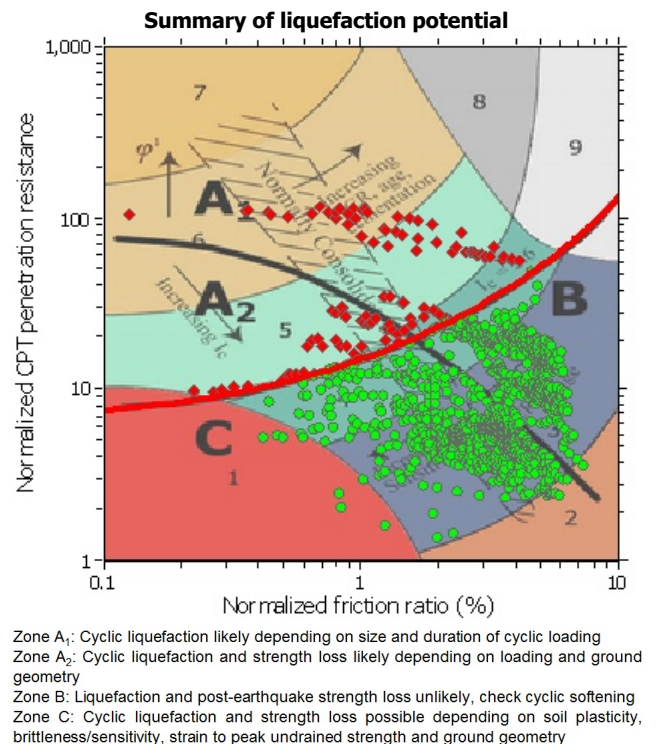 Summary of liquefaction potential
1,000
7
8
φ'
9
Increasing
OCR, age,
cementation
Normally Consolidated
A1
100
6
Increasing Ic
A2
B
5
10
3
C
1
2
1
0.1
1
10
Normalized CPT penetration resistance
Normalized friction ratio (%)
Zone A1: Cyclic liquefaction likely depending on size and duration of cyclic loading
Zone A2: Cyclic liquefaction and strength loss likely depending on loading and ground
geometry
Zone B: Liquefaction and post-earthquake strength loss unlikely, check cyclic softening
Zone C: Cyclic liquefaction and strength loss possible depending on soil plasticity,
brittleness/sensitivity, strain to peak undrained strength and ground geometry